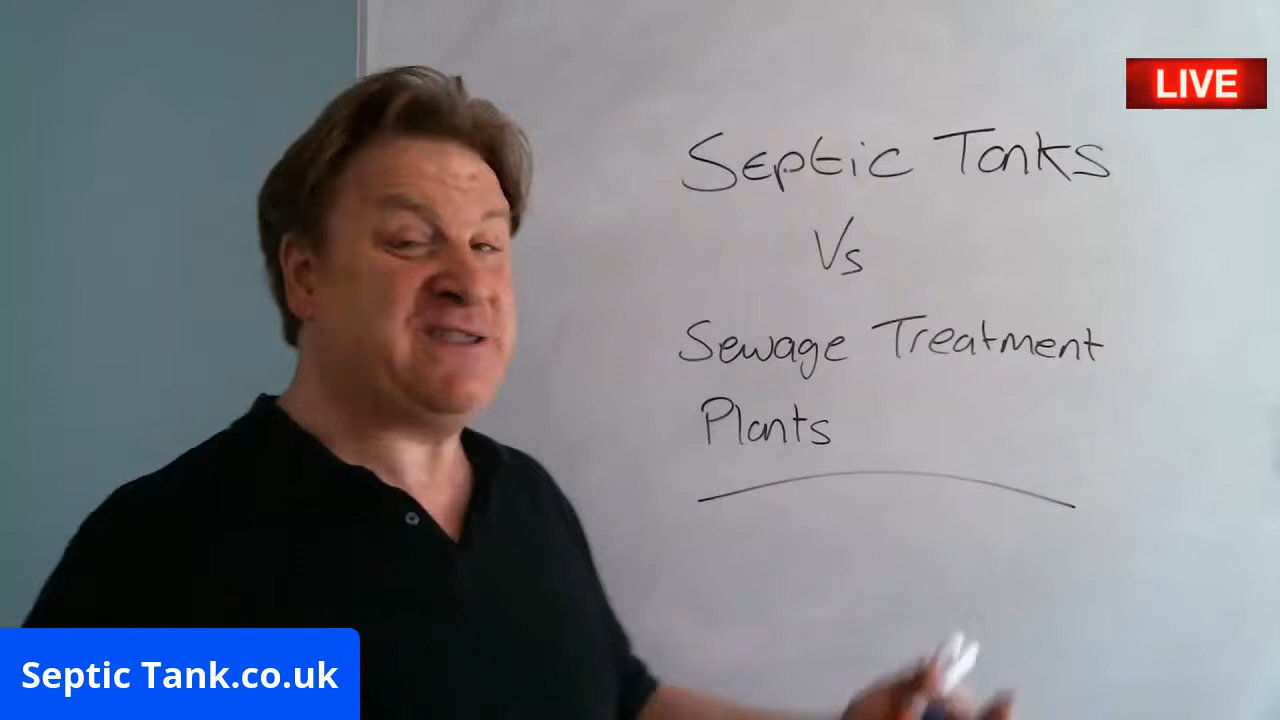 LIVE
Septic Tanks
Vs
Sewage Treatment
Plants
Septic Tank.co.uk